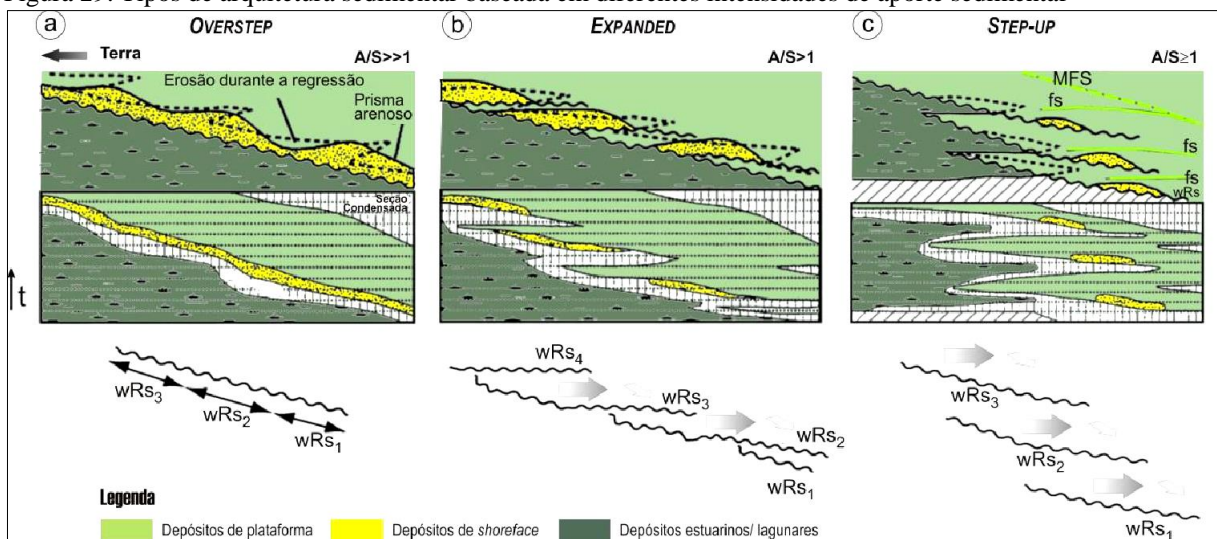 Figura 29: Tipos de arquitetura sedimentar baseada em diferentes intensidades de aporte sedimentar
a OVERSTEP
Terra
A/S>>1
Erosão durante a regressão
Prisma arenoso
Seção Condensada
b EXPANDED
A/S>1
c STEP-UP
A/S≥1
MFS
fs
fs
fs
wRs
t
wRs3
wRs2
wRs1
wRs4
wRs3
wRs2
wRs1
wRs3
wRs2
wRs1
Legenda
Depósitos de plataforma
Depósitos de shoreface
Depósitos estuarinos/ lagunares